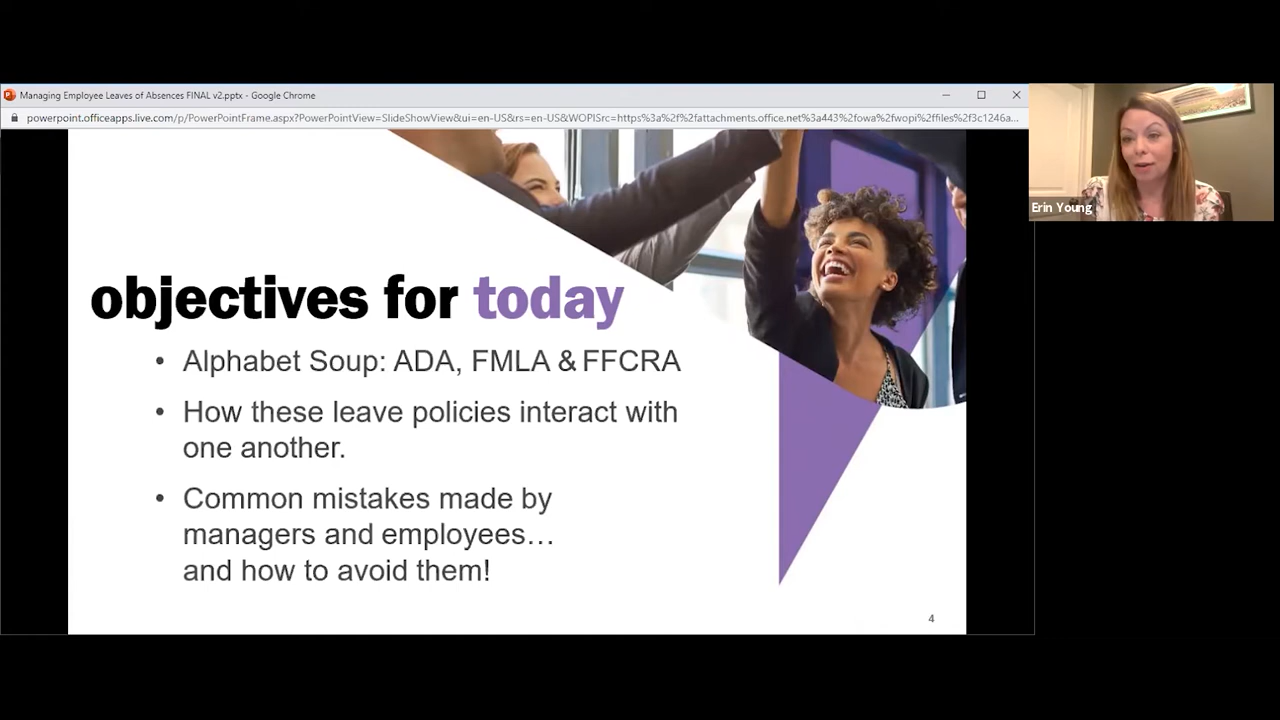 Managing Employee Leaves of Absences FINAL v2.pptx - Google Chrome
powerpoint.officeapps.live.com/p/PowerPointFrame.aspx?PowerPointView=SlideShowView&ui=en-US&rs=en-US&WOPISrc=https%3a%2f%2fattachments.office.net%3a443%2fowa%2fwopi%2ffiles%2f3c1246a...
Erin Young
objectives for today
• Alphabet Soup: ADA, FMLA & FFCRA
• How these leave policies interact with
one another.
• Common mistakes made by
managers and employees…
and how to avoid them!
4